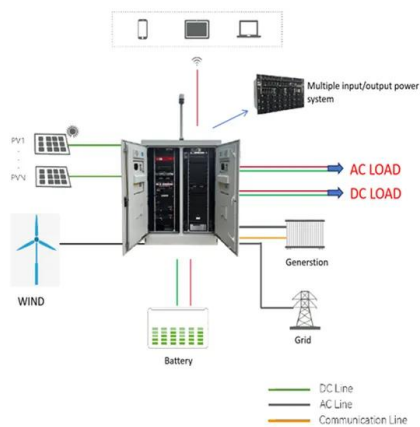 Multiple input/output power
system
PV1
PVN
AC LOAD
DC LOAD
WIND
Generstion
Grid
Battery
DC Line
AC Line
Communication Line